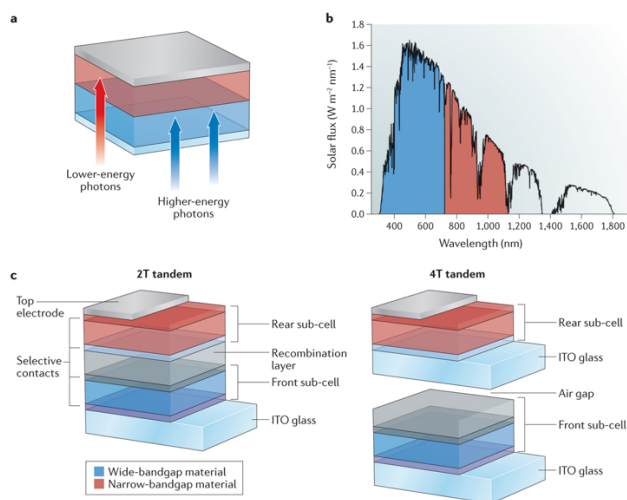 a
Lower-energy
photons
Higher-energy
photons
b
Solar flux (W m⁻² nm⁻¹)
1.8
1.6
1.4
1.2
1.0
0.8
0.6
0.4
0.2
0.0
400
600
800
1,000
1,200
1,400
1,600
1,800
Wavelength (nm)
c
2T tandem
Top
electrode
Selective
contacts
Rear sub-cell
Recombination
layer
Front sub-cell
ITO glass
Wide-bandgap material
Narrow-bandgap material
4T tandem
Rear sub-cell
ITO glass
Air gap
Front sub-cell
ITO glass